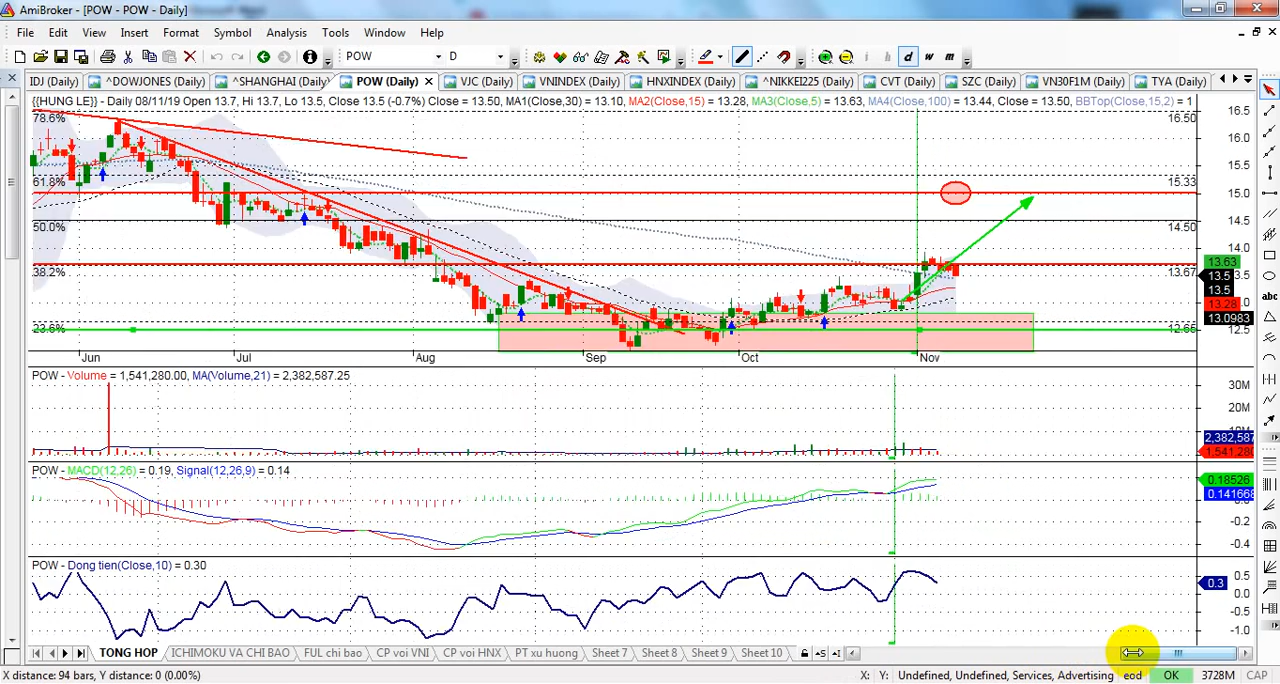 AmiBroker - [POW - POW - Daily]
File Edit View Insert Format Symbol Analysis Tools Window Help
POW D d w m
IDJ (Daily) ^DOWJONES (Daily) ^SHANGHAI (Daily) POW (Daily) VJC (Daily) VNINDEX (Daily) HNXINDEX (Daily) ^NIKKEI225 (Daily) CVT (Daily) SZC (Daily) VN30F1M (Daily) TYA (Daily)
{{HUNG LE}} - Daily 08/11/19 Open 13.7, Hi 13.7, Lo 13.5, Close 13.5 (-0.7%) Close = 13.50, MA1(Close,30) = 13.10, MA2(Close,15) = 13.28, MA3(Close,5) = 13.63, MA4(Close,100) = 13.44, Close = 13.50, BBTop(Close,15,2) = 1
78.6% 16.50 16.5
16.0
abc
15.5
61.8% 15.33
15.0
50.0% 14.50 14.5
14.0
13.63
38.2% 13.67 13.5
13.5
13.0
13.28
13.0983
23.6% 12.66 12.5
Jun Jul Aug Sep Oct Nov
POW - Volume = 1,541,280.00, MA(Volume,21) = 2,382,587.25
30M
20M
2,382,587
1,541,280
POW - MACD(12,26) = 0.19, Signal(12,26,9) = 0.14
0.18526
0.141668
-0.2
-0.4
POW - Dong tien(Close,10) = 0.30
0.5
0.3
0.0
-0.5
-1.0
TONG HOP ICHIMOKU VA CHI BAO FUL chi bao CP voi VNI CP voi HNX PT xu huong Sheet 7 Sheet 8 Sheet 9 Sheet 10
X distance: 94 bars, Y distance: 0 (0.00%) X: Y: Undefined, Undefined, Services, Advertising eod OK 3728M CAP